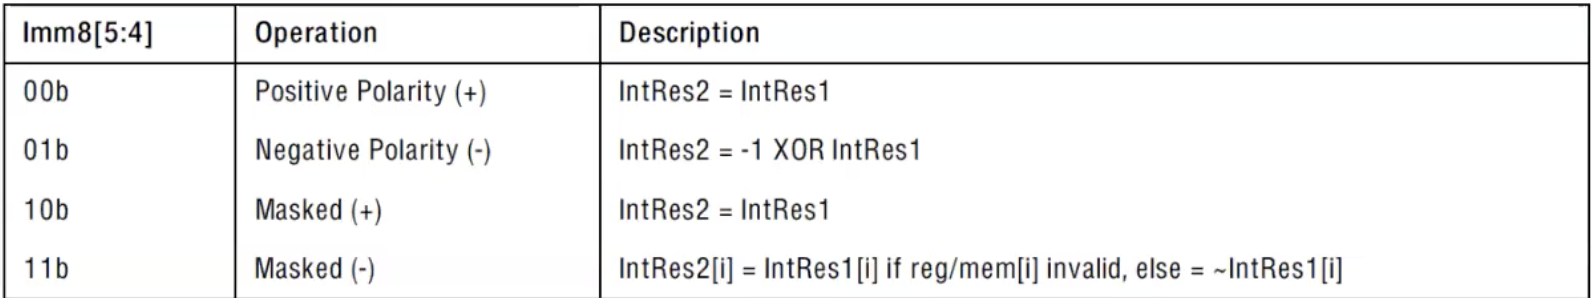 Imm8[5:4] Operation Description
00b Positive Polarity (+) IntRes2 = IntRes1
01b Negative Polarity (-) IntRes2 = -1 XOR IntRes1
10b Masked (+) IntRes2 = IntRes1
11b Masked (-) IntRes2[i] = IntRes1[i] if reg/mem[i] invalid, else = ~IntRes1[i]